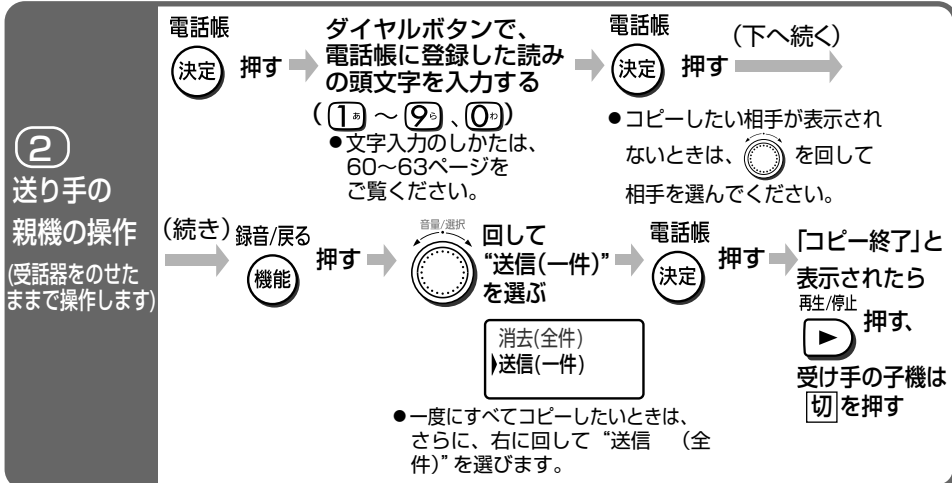 2
送り手の
親機の操作
(受話器をのせた
ままで操作します)
電話帳
決定
押す
ダイヤルボタンで、
電話帳に登録した読み
の頭文字を入力する
(1ぁ～9ら、0わ)
●文字入力のしかたは、
60～63ページを
ご覧ください。
電話帳
決定
押す
(下へ続く)
●コピーしたい相手が表示され
ないときは、 を回して
相手を選んでください。
(続き)
録音/戻る
機能
押す
音量/選択
回して
“送信(一件)”
を選ぶ
消去(全件)
送信(一件)
●一度にすべてコピーしたいときは、
さらに、右に回して“送信　(全
件)”を選びます。
電話帳
決定
押す
「コピー終了」と
表示されたら
再生/停止
押す、
受け手の子機は
切を押す